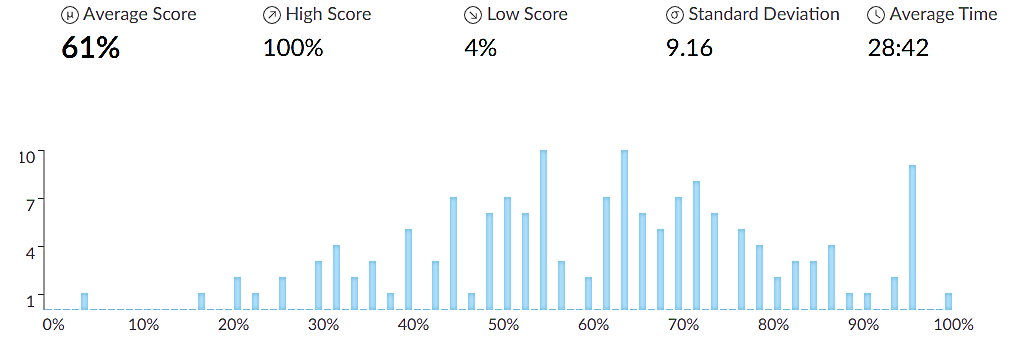 μ Average Score High Score Low Score σ Standard Deviation Average Time
61% 100% 4% 9.16 28:42
10
7
4
1
0% 10% 20% 30% 40% 50% 60% 70% 80% 90% 100%